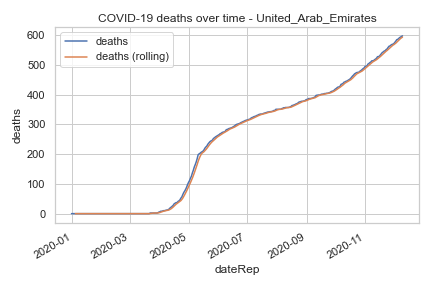 COVID-19 deaths over time - United_Arab_Emirates
deaths
deaths (rolling)
600
500
400
300
200
100
0
deaths
2020-01
2020-03
2020-05
2020-07
2020-09
2020-11
dateRep